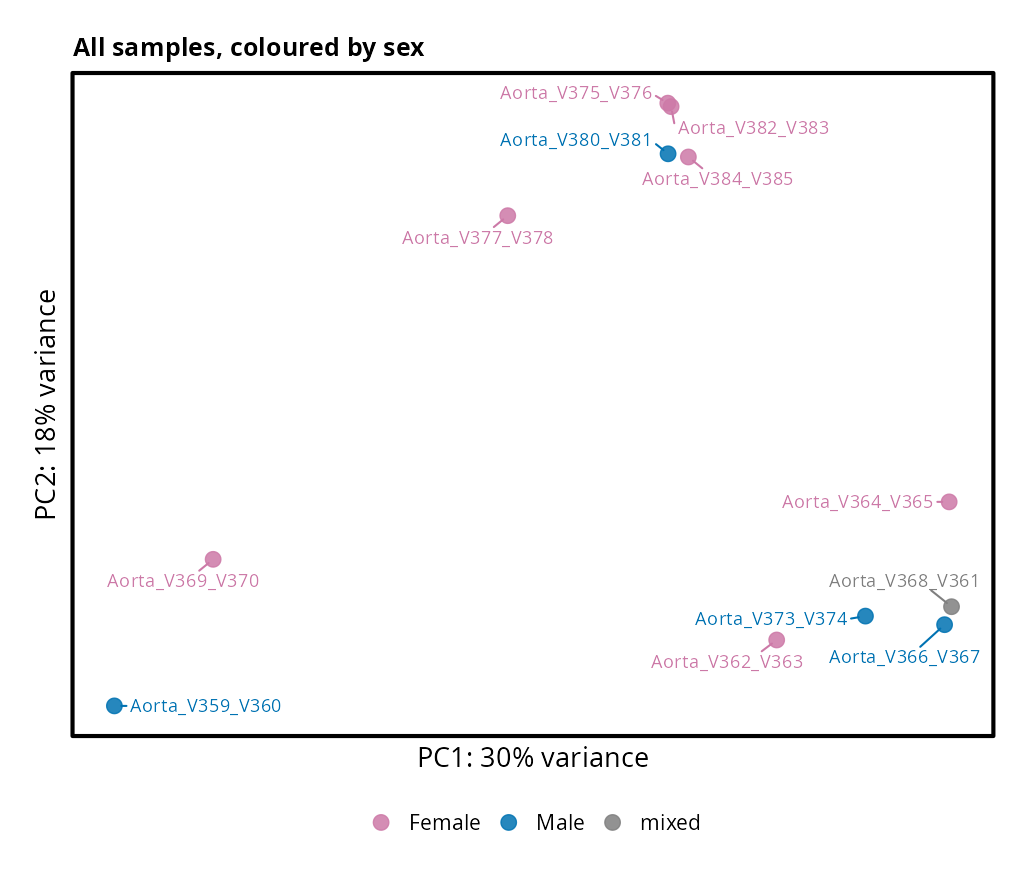 All samples, coloured by sex
Aorta_V375_V376
Aorta_V382_V383
Aorta_V380_V381
Aorta_V384_V385
Aorta_V377_V378
PC2: 18% variance
Aorta_V364_V365
Aorta_V369_V370
Aorta_V368_V361
Aorta_V373_V374
Aorta_V366_V367
Aorta_V362_V363
Aorta_V359_V360
PC1: 30% variance
Female Male mixed